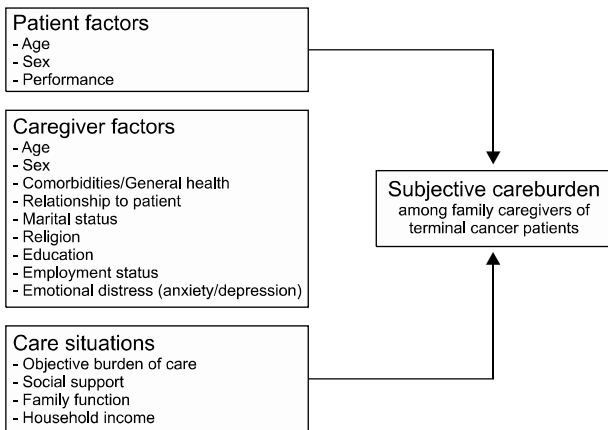 Patient factors
- Age
- Sex
- Performance
Caregiver factors
- Age
- Sex
- Comorbidities/General health
- Relationship to patient
- Marital status
- Religion
- Education
- Employment status
- Emotional distress (anxiety/depression)
Care situations
- Objective burden of care
- Social support
- Family function
- Household income
Subjective careburden
among family caregivers of
terminal cancer patients